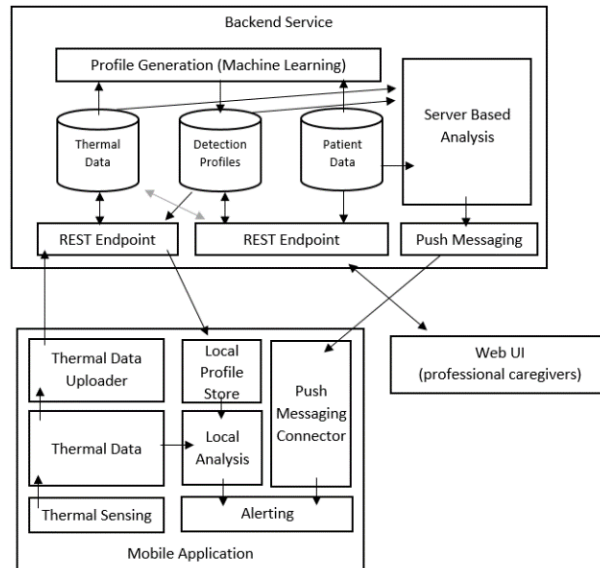 Backend Service
Profile Generation (Machine Learning)
Thermal
Data
Detection
Profiles
Patient
Data
Server Based
Analysis
REST Endpoint
REST Endpoint
Push Messaging
Thermal Data
Uploader
Local
Profile
Store
Push
Messaging
Connector
Web UI
(professional caregivers)
Thermal Data
Local
Analysis
Thermal Sensing
Alerting
Mobile Application